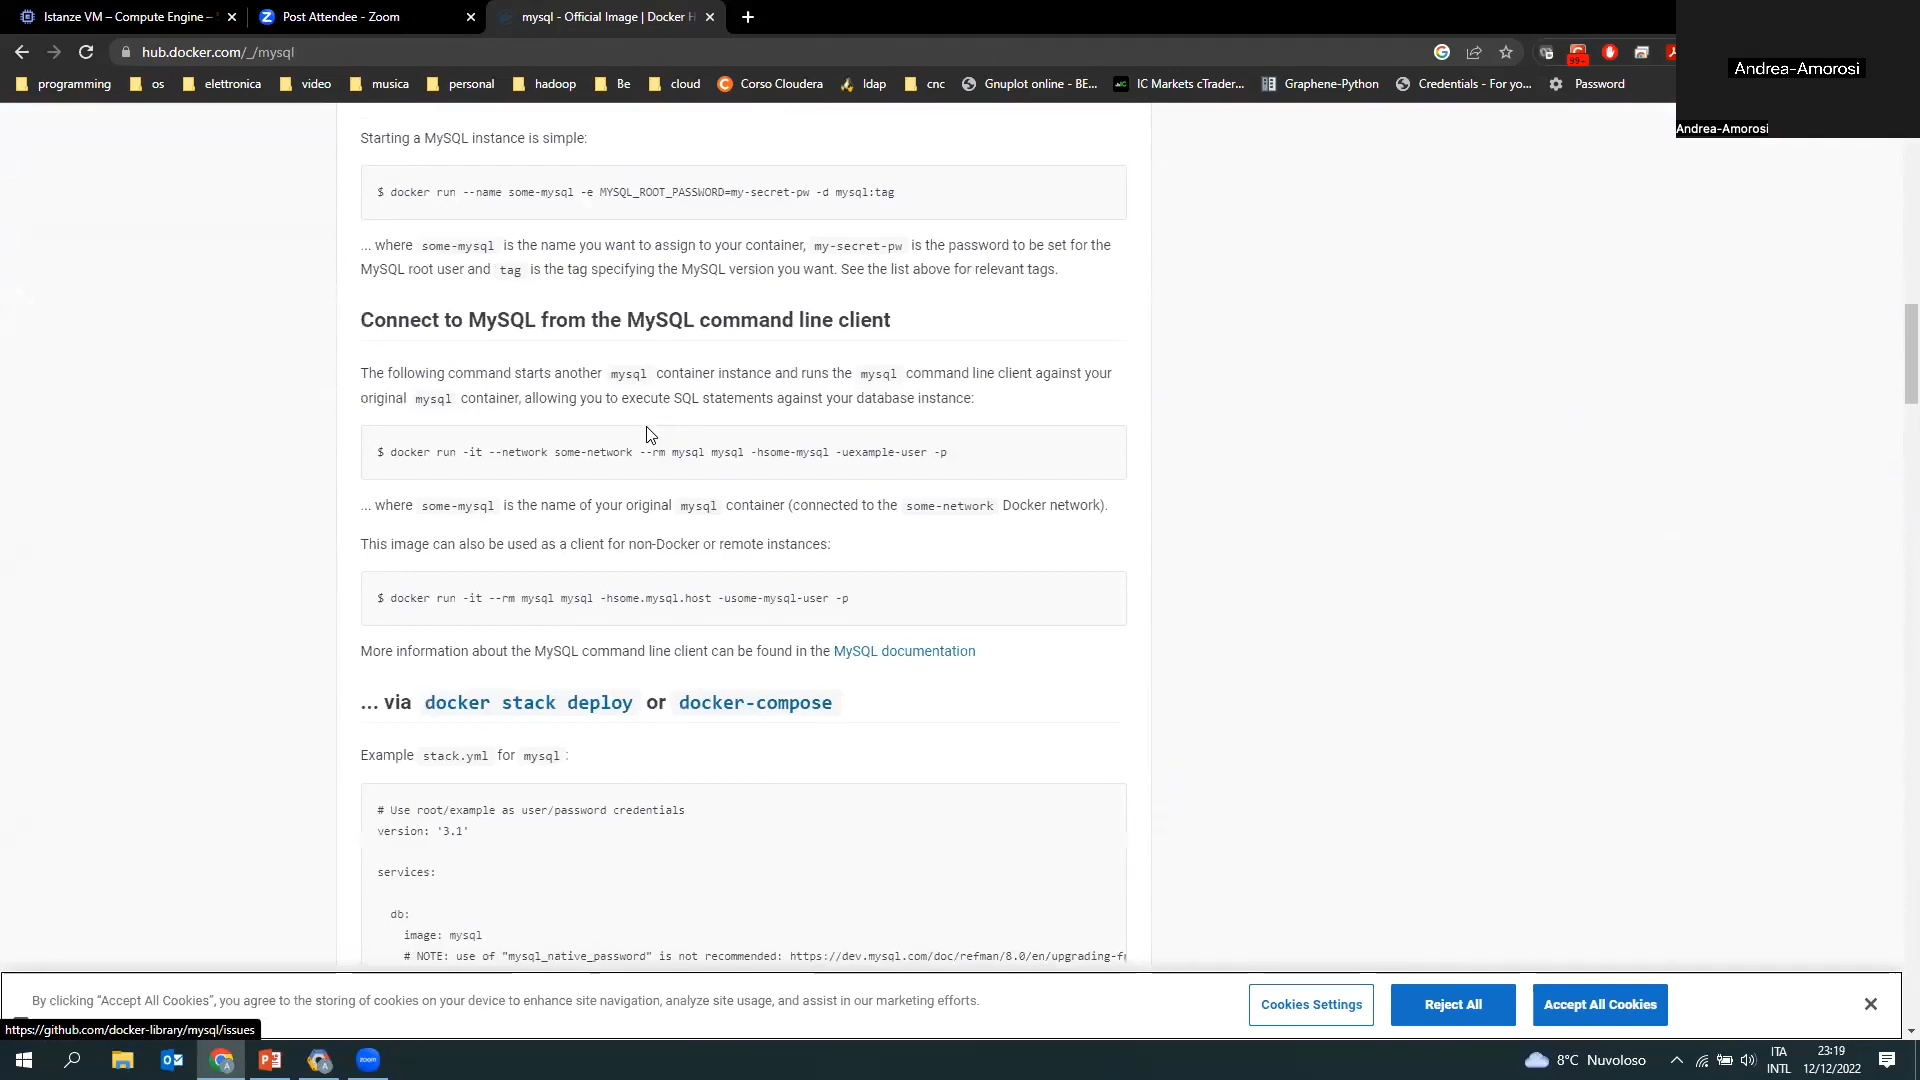 Istanze VM – Compute Engine –
Post Attendee - Zoom
mysql - Official Image | Docker H
hub.docker.com/_/mysql
99+
programming
os
elettronica
video
musica
personal
hadoop
Be
cloud
Corso Cloudera
ldap
cnc
Gnuplot online - BE...
IC Markets cTrader...
Graphene-Python
Credentials - For yo...
Password
Andrea-Amorosi
Andrea-Amorosi
Starting a MySQL instance is simple:
$ docker run --name some-mysql -e MYSQL_ROOT_PASSWORD=my-secret-pw -d mysql:tag
... where some-mysql is the name you want to assign to your container, my-secret-pw is the password to be set for the
MySQL root user and tag is the tag specifying the MySQL version you want. See the list above for relevant tags.
Connect to MySQL from the MySQL command line client
The following command starts another mysql container instance and runs the mysql command line client against your
original mysql container, allowing you to execute SQL statements against your database instance:
$ docker run -it --network some-network --rm mysql mysql -hsome-mysql -uexample-user -p
... where some-mysql is the name of your original mysql container (connected to the some-network Docker network).
This image can also be used as a client for non-Docker or remote instances:
$ docker run -it --rm mysql mysql -hsome.mysql.host -usome-mysql-user -p
More information about the MySQL command line client can be found in the MySQL documentation
... via docker stack deploy or docker-compose
Example stack.yml for mysql :
# Use root/example as user/password credentials
version: '3.1'
services:
db:
image: mysql
# NOTE: use of "mysql_native_password" is not recommended: https://dev.mysql.com/doc/refman/8.0/en/upgrading-fr
By clicking “Accept All Cookies”, you agree to the storing of cookies on your device to enhance site navigation, analyze site usage, and assist in our marketing efforts.
Cookies Settings
Reject All
Accept All Cookies
https://github.com/docker-library/mysql/issues
zoom
8°C Nuvoloso
ITA
INTL
23:19
12/12/2022